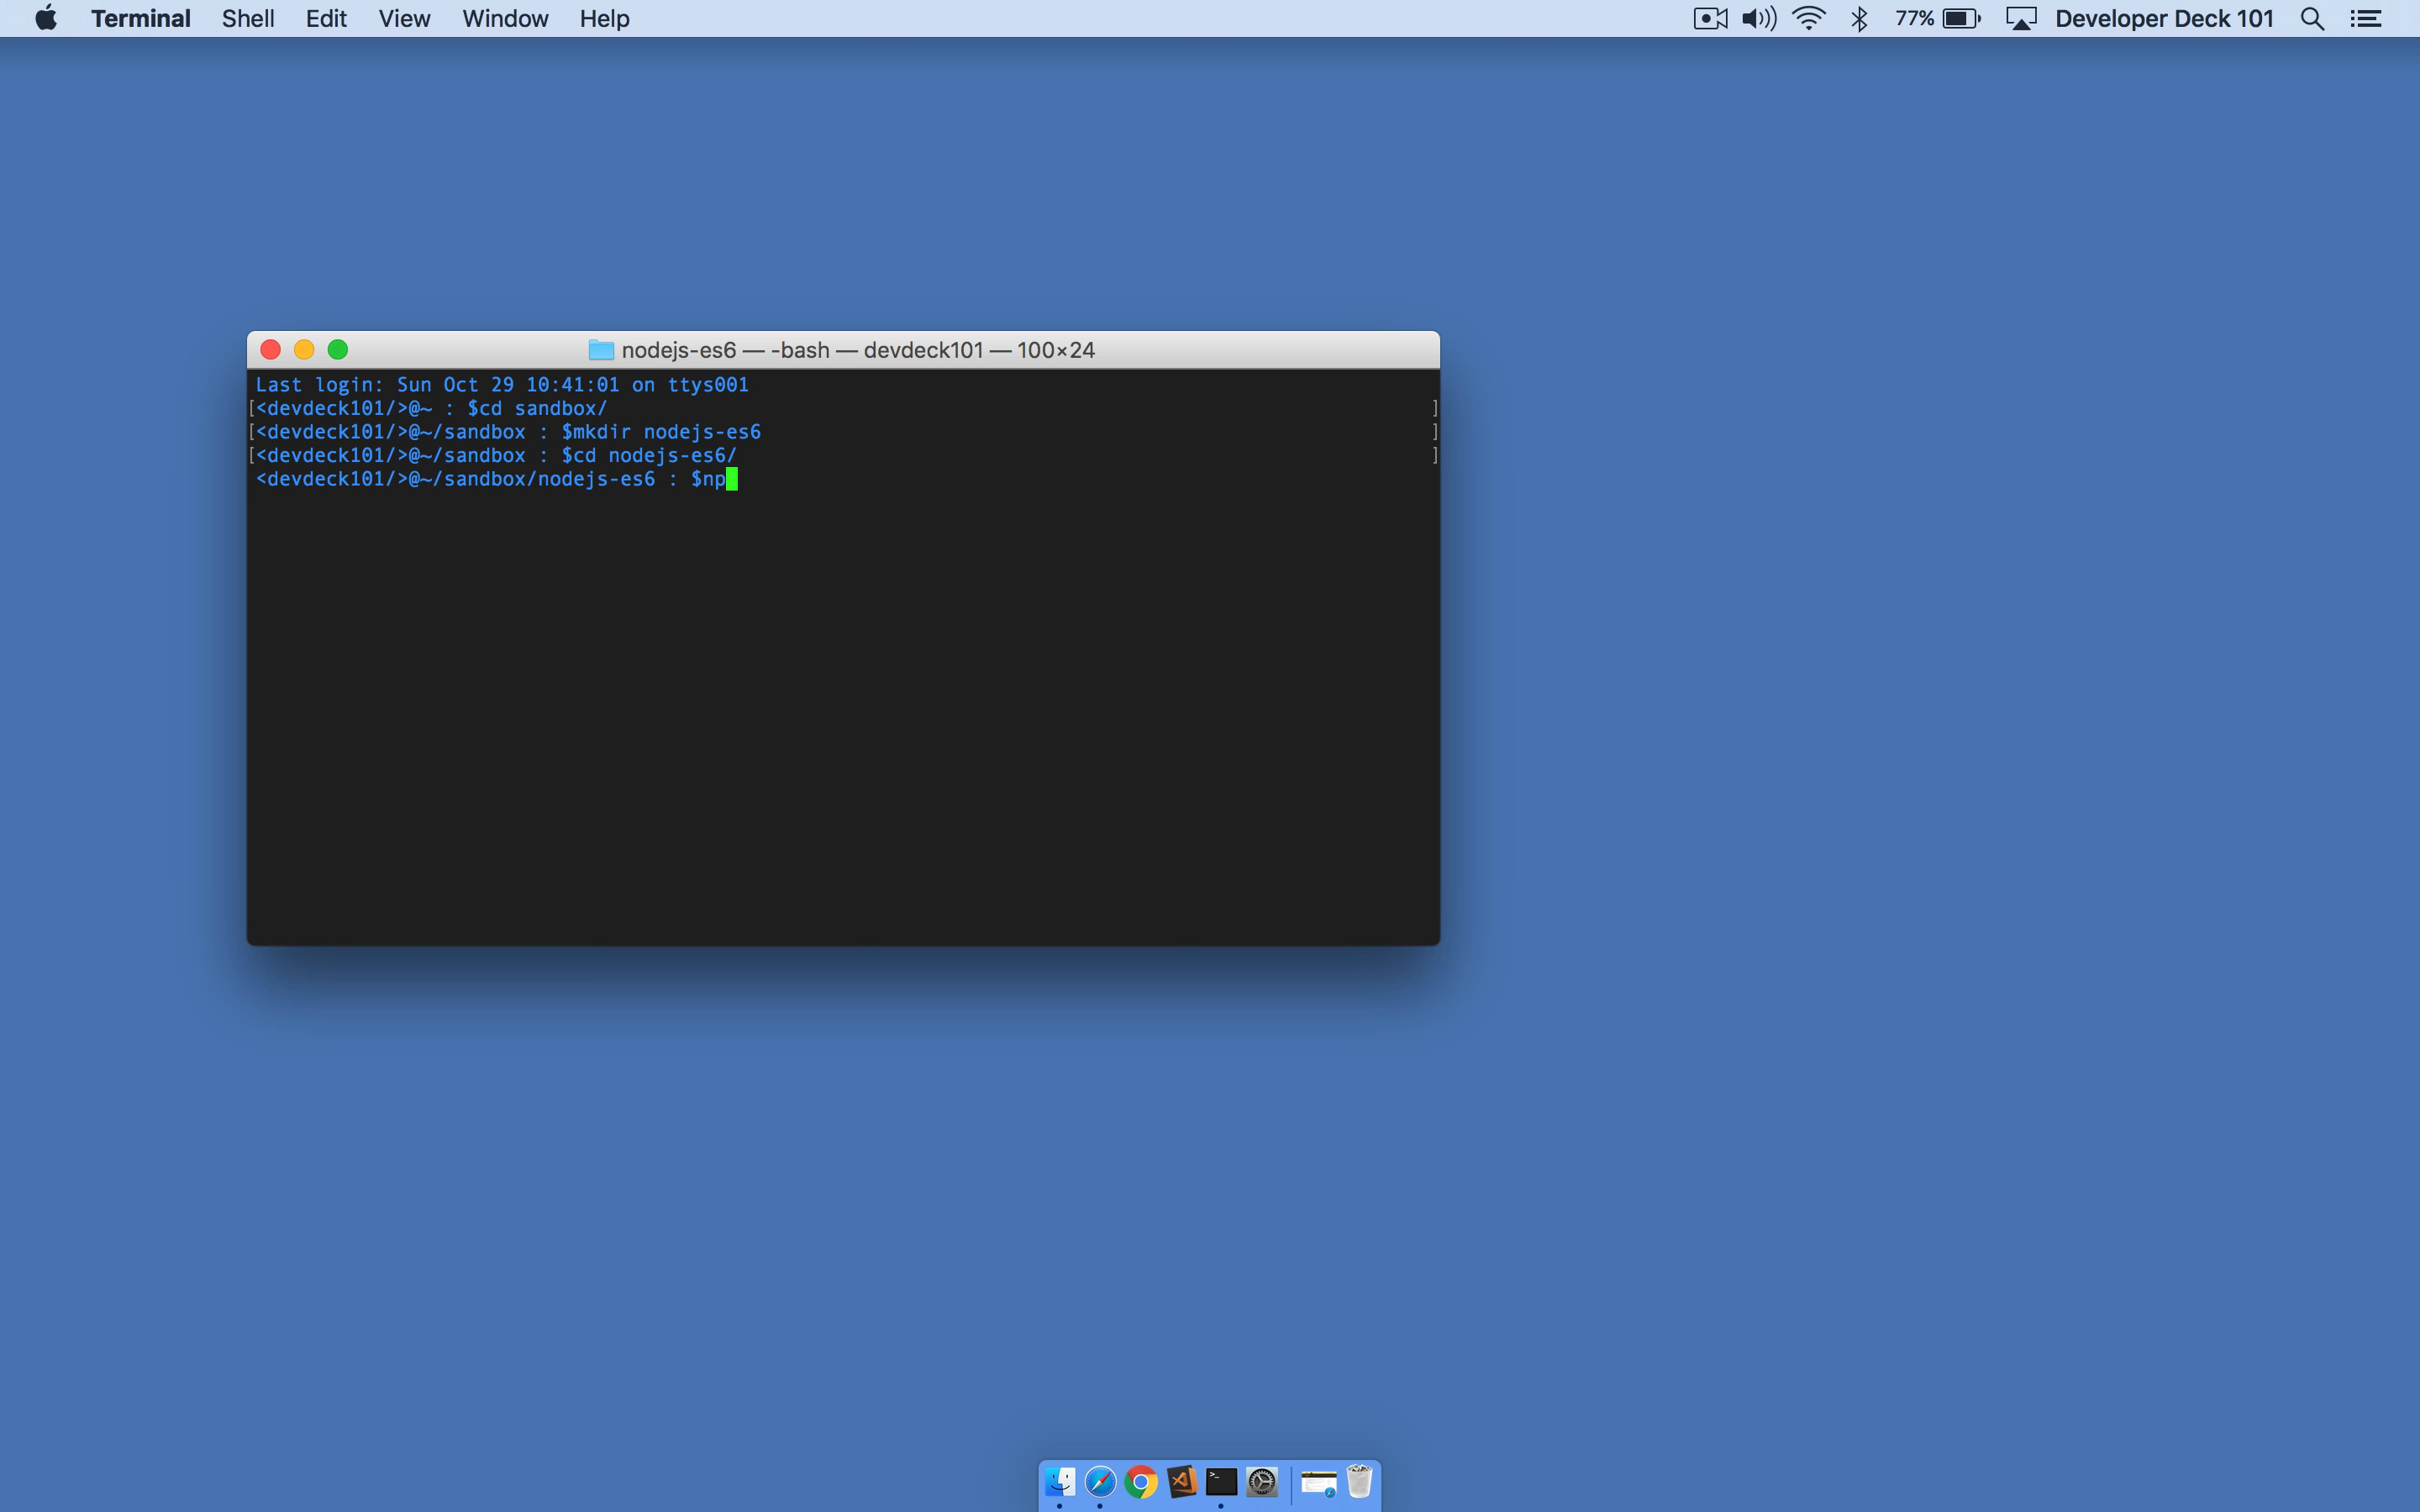 Terminal Shell Edit View Window Help 77% Developer Deck 101
nodejs-es6 — -bash — devdeck101 — 100×24
Last login: Sun Oct 29 10:41:01 on ttys001
[<devdeck101/>@~ : $cd sandbox/ ]
[<devdeck101/>@~/sandbox : $mkdir nodejs-es6 ]
[<devdeck101/>@~/sandbox : $cd nodejs-es6/ ]
<devdeck101/>@~/sandbox/nodejs-es6 : $np